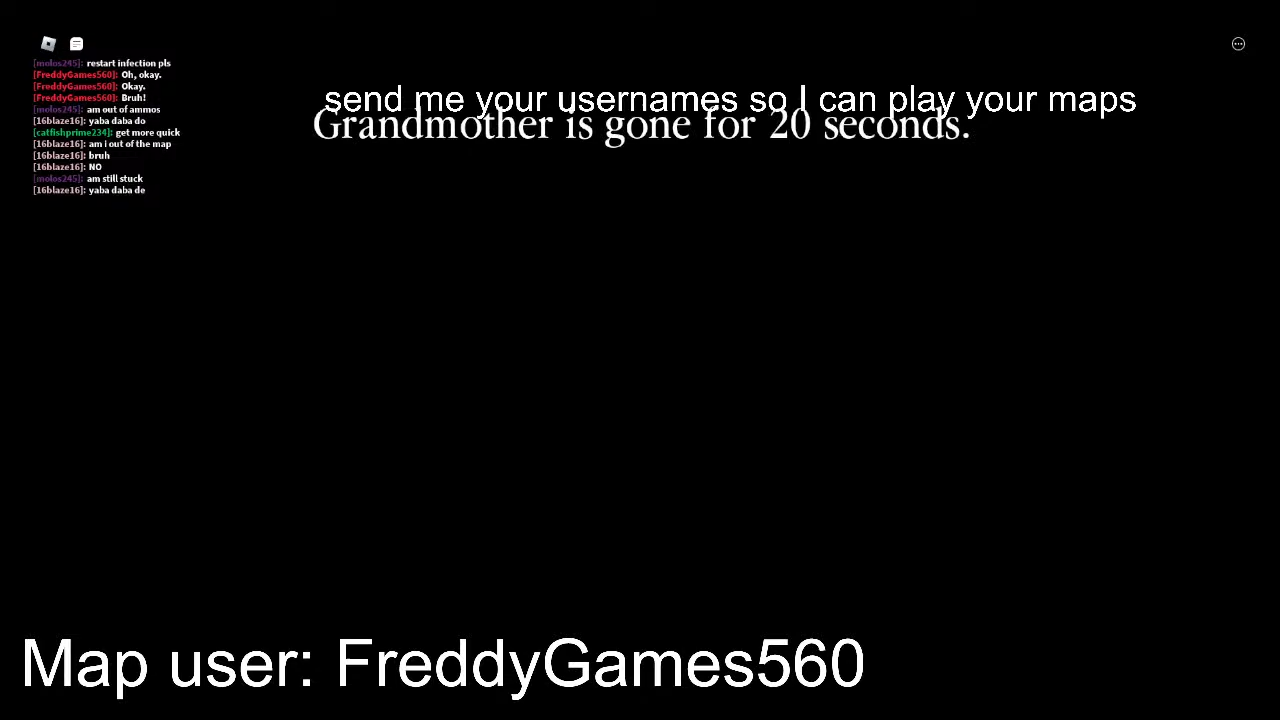 [molos245]: restart infection pls
[FreddyGames560]: Oh, okay.
[FreddyGames560]: Okay.
[FreddyGames560]: Bruh!
[molos245]: am out of ammos
[16blaze16]: yaba daba do
[catfishprime234]: get more quick
[16blaze16]: am i out of the map
[16blaze16]: bruh
[16blaze16]: NO
[molos245]: am still stuck
[16blaze16]: yaba daba de
send me your usernames so I can play your maps
Grandmother is gone for 20 seconds.
Map user: FreddyGames560